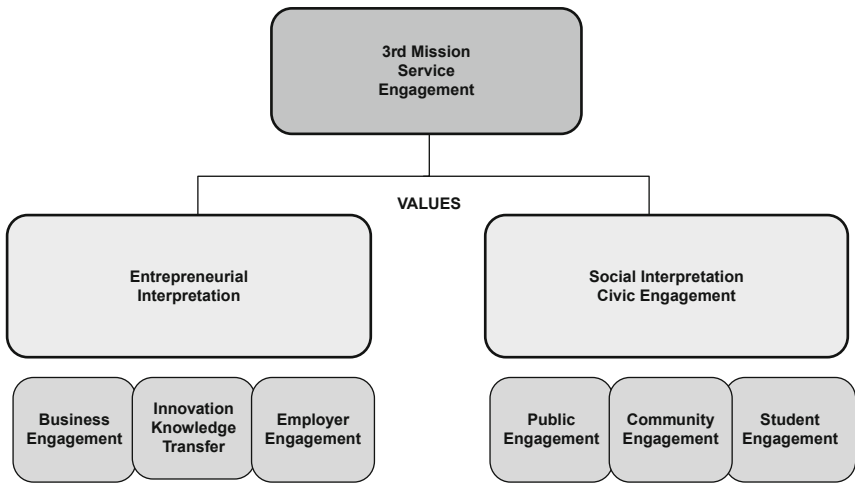 3rd Mission
Service
Engagement
VALUES
Entrepreneurial
Interpretation
Social Interpretation
Civic Engagement
Business
Engagement
Innovation
Knowledge
Transfer
Employer
Engagement
Public
Engagement
Community
Engagement
Student
Engagement